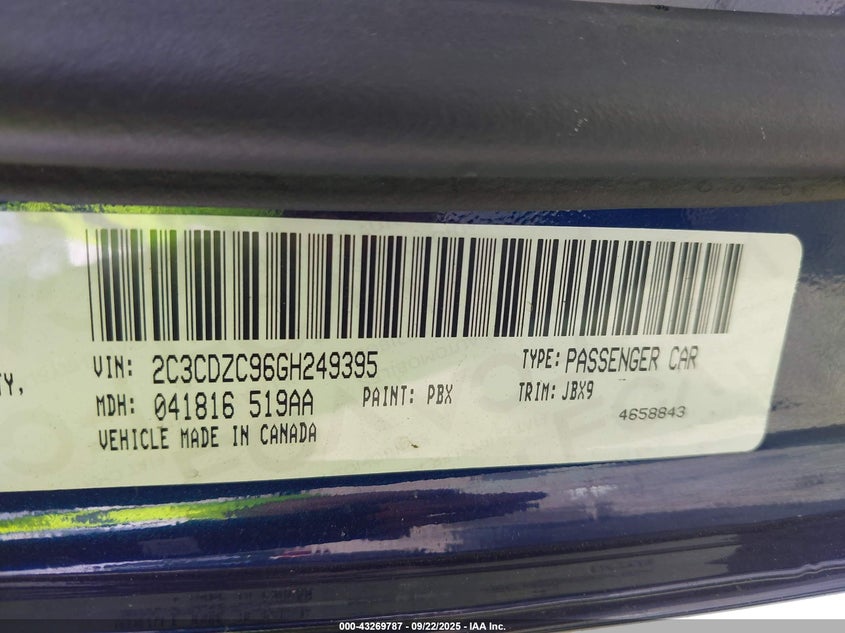 VIN: 2C3CDZC96GH249395 TYPE: PASSENGER CAR
TY,
MDH: 041816 519AA PAINT: PBX TRIM: JBX9
4658843
VEHICLE MADE IN CANADA
000-43269787 - 09/22/2025 - IAA Inc.